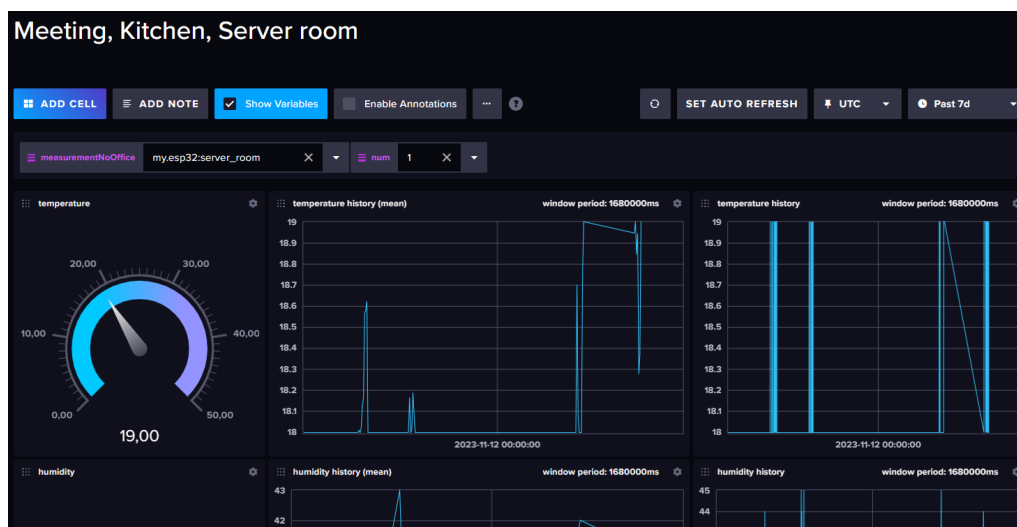 Meeting, Kitchen, Server room
ADD CELL
ADD NOTE
Show Variables
Enable Annotations
...
?
SET AUTO REFRESH
UTC
Past 7d
measurementNoOffice
my.esp32:server_room
num
1
temperature
20,00
30,00
10,00
40,00
0,00
50,00
19,00
temperature history (mean)
window period: 1680000ms
19
18.9
18.8
18.7
18.6
18.5
18.4
18.3
18.2
18.1
18
2023-11-12 00:00:00
temperature history
window period: 1680000ms
19
18.9
18.8
18.7
18.6
18.5
18.4
18.3
18.2
18.1
18
2023-11-12 00:00:00
humidity
humidity history (mean)
window period: 1680000ms
43
42
humidity history
window period: 1680000ms
45
44